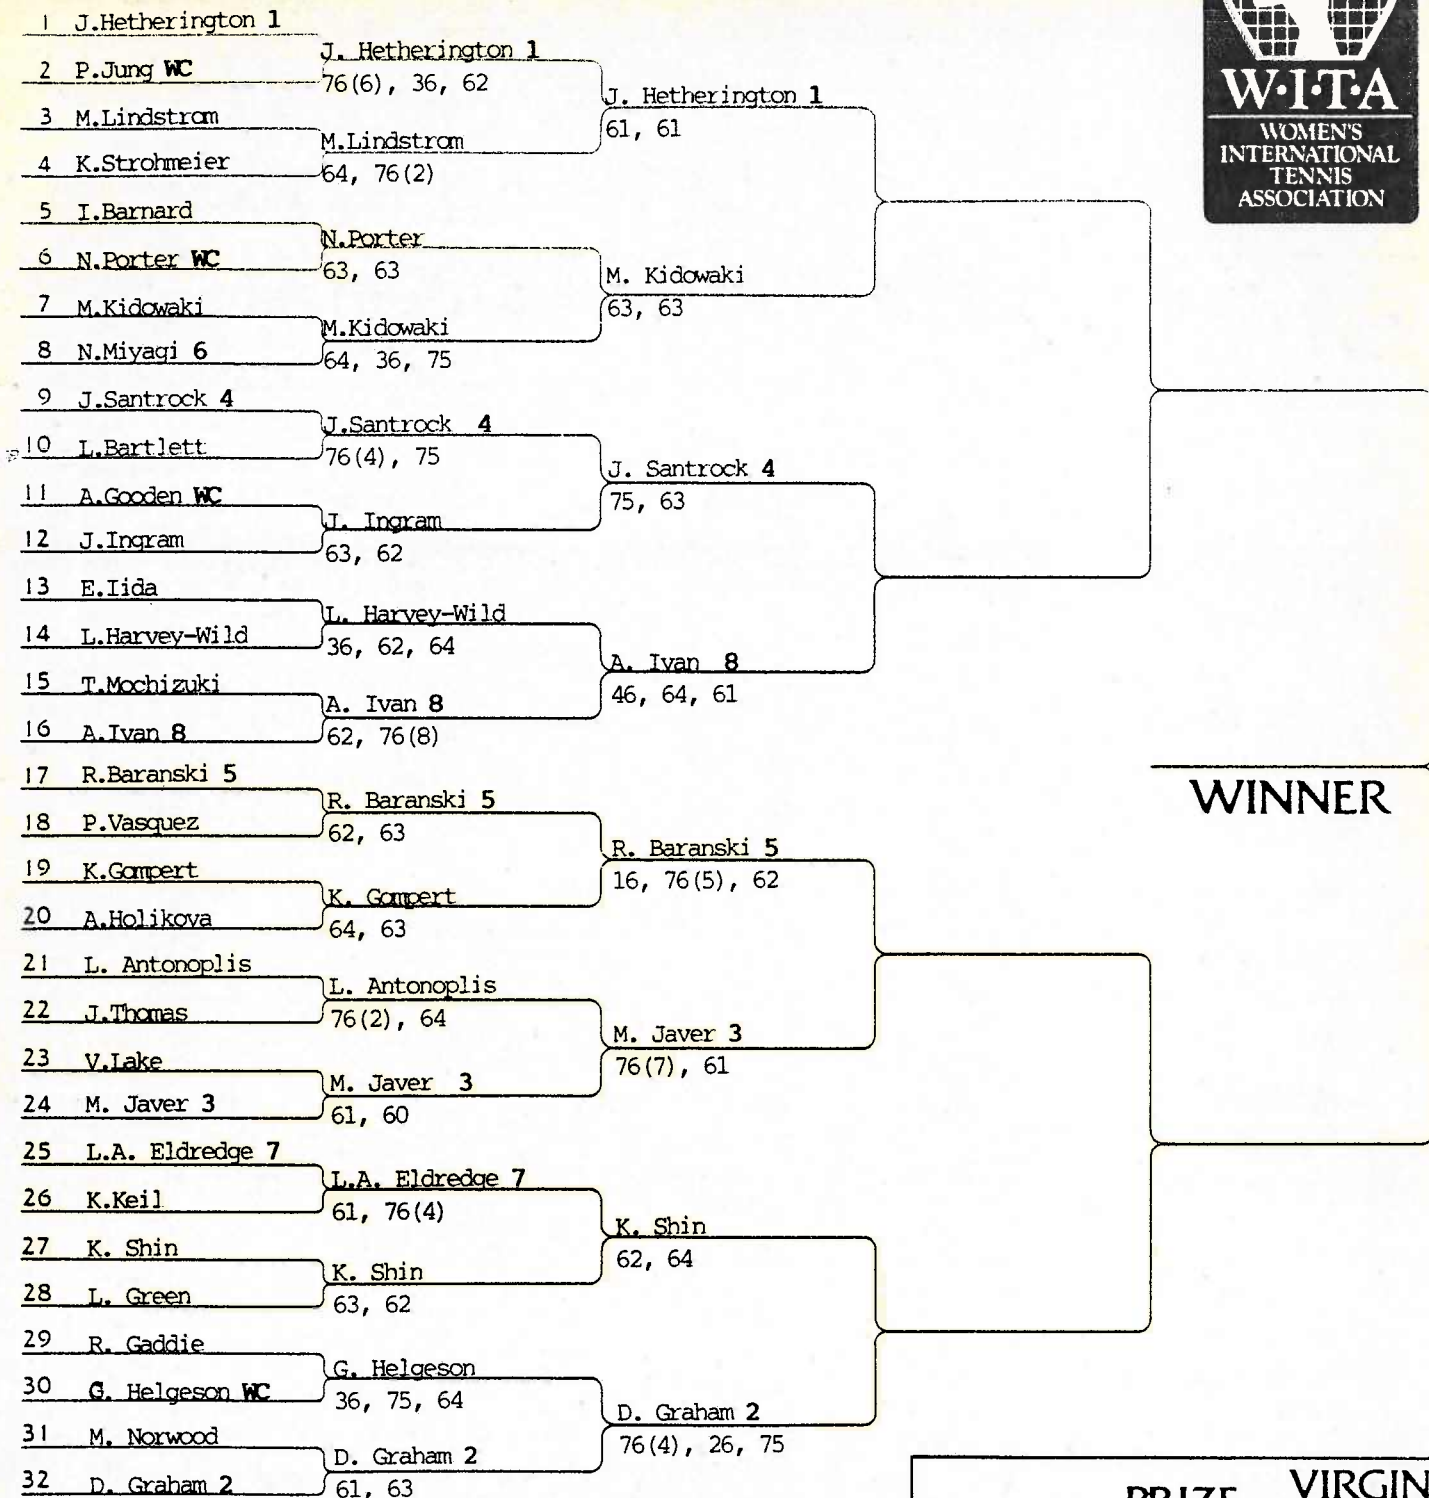 1 J.Hetherington 1
2 P.Jung WC
3 M.Lindstrom
4 K.Strohmeier
5 I.Barnard
6 N.Porter WC
7 M.Kidowaki
8 N.Miyagi 6
9 J.Santrock 4
10 L.Bartlett
11 A.Gooden WC
12 J.Ingram
13 E.Iida
14 L.Harvey-Wild
15 T.Mochizuki
16 A.Ivan 8
17 R.Baranski 5
18 P.Vasquez
19 K.Gompert
20 A.Holikova
21 L. Antonoplis
22 J.Thomas
23 V.Lake
24 M. Javer 3
25 L.A. Eldredge 7
26 K.Keil
27 K. Shin
28 L. Green
29 R. Gaddie
30 G. Helgeson WC
31 M. Norwood
32 D. Graham 2
J. Hetherington 1
76(6), 36, 62
M.Lindstrom
64, 76(2)
N.Porter
63, 63
M.Kidowaki
64, 36, 75
J.Santrock 4
76(4), 75
J. Ingram
63, 62
L. Harvey-Wild
36, 62, 64
A. Ivan 8
62, 76(8)
R. Baranski 5
62, 63
K. Gompert
64, 63
L. Antonoplis
76(2), 64
M. Javer 3
61, 60
L.A. Eldredge 7
61, 76(4)
K. Shin
63, 62
G. Helgeson
36, 75, 64
D. Graham 2
61, 63
J. Hetherington 1
61, 61
M. Kidowaki
63, 63
J. Santrock 4
75, 63
A. Ivan 8
46, 64, 61
R. Baranski 5
16, 76(5), 62
M. Javer 3
76(7), 61
K. Shin
62, 64
D. Graham 2
76(4), 26, 75
W·I·T·A
WOMEN'S
INTERNATIONAL
TENNIS
ASSOCIATION
WINNER
PRIZE VIRGIN